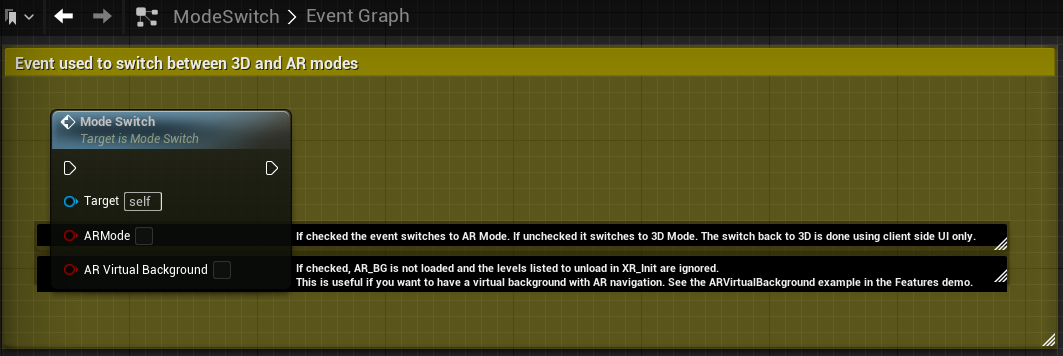 ModeSwitch > Event Graph
Event used to switch between 3D and AR modes
Mode Switch
Target is Mode Switch
Target self
ARMode
If checked the event switches to AR Mode. If unchecked it switches to 3D Mode. The switch back to 3D is done using client side UI only.
AR Virtual Background
If checked, AR_BG is not loaded and the levels listed to unload in XR_Init are ignored.
This is useful if you want to have a virtual background with AR navigation. See the ARVirtualBackground example in the Features demo.